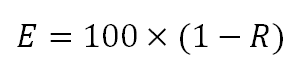 E = 100 × (1 − R)